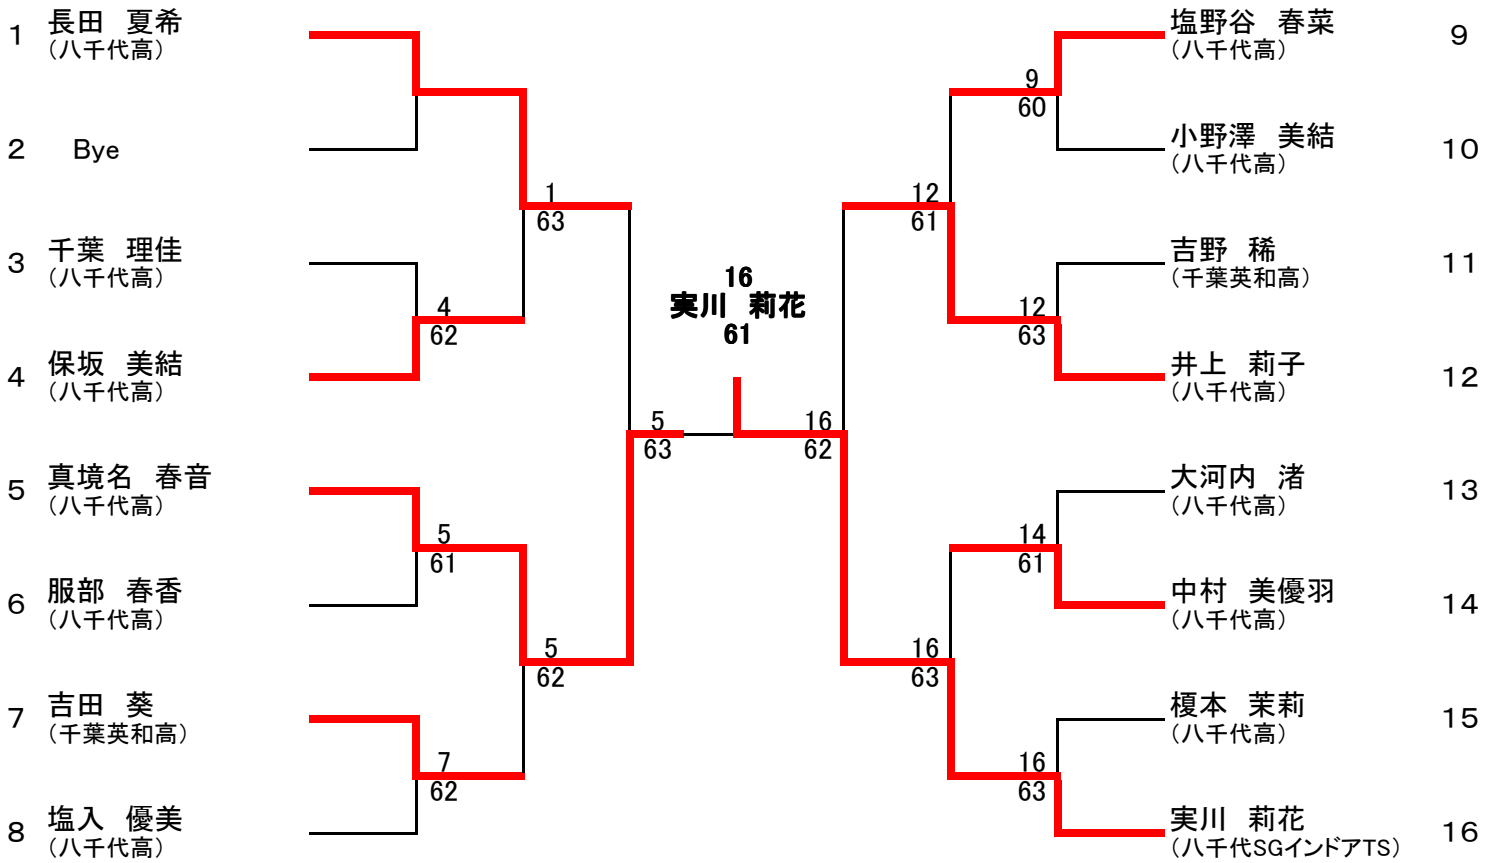 1 長田 夏希
(八千代高)
2 Bye
3 千葉 理佳
(八千代高)
4 保坂 美結
(八千代高)
5 真境名 春音
(八千代高)
6 服部 春香
(八千代高)
7 吉田 葵
(千葉英和高)
8 塩入 優美
(八千代高)
4
62
5
61
7
62
1
63
5
62
5
63
16
実川 莉花
61
16
62
12
61
16
63
9
60
12
63
14
61
16
63
塩野谷 春菜 9
(八千代高)
小野澤 美結 10
(八千代高)
吉野 稀 11
(千葉英和高)
井上 莉子 12
(八千代高)
大河内 渚 13
(八千代高)
中村 美優羽 14
(八千代高)
榎本 茉莉 15
(八千代高)
実川 莉花 16
(八千代SGインドアTS)